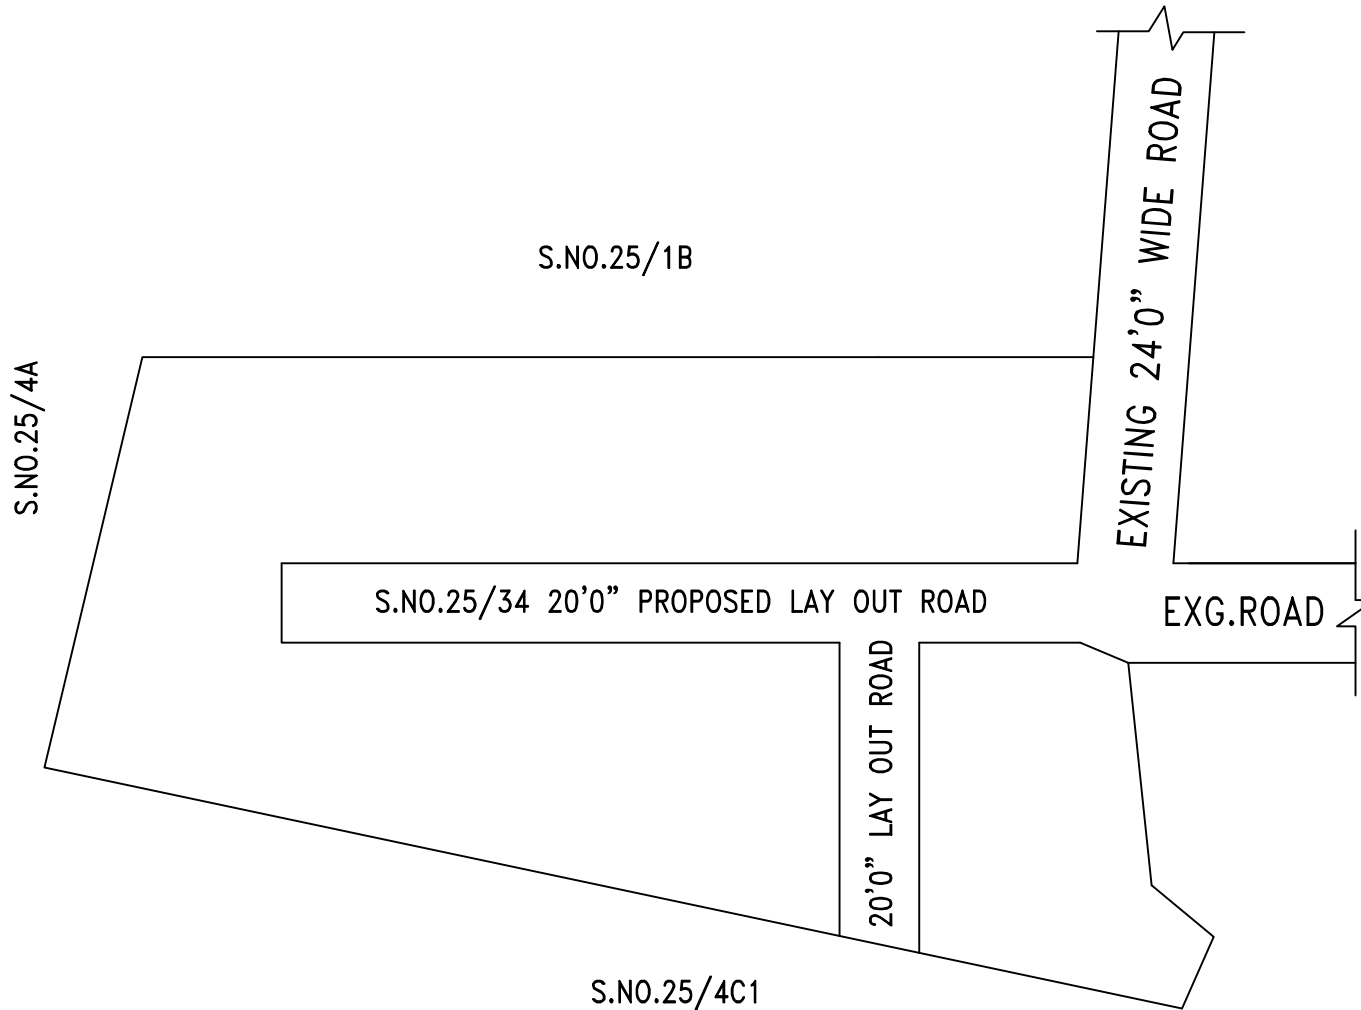 EXISTING 24'0" WIDE ROAD
S.NO.25/1B
S.NO.25/4A
S.NO.25/34 20'0" PROPOSED LAY OUT ROAD
EXG.ROAD
20'0" LAY OUT ROAD
S.NO.25/4C1